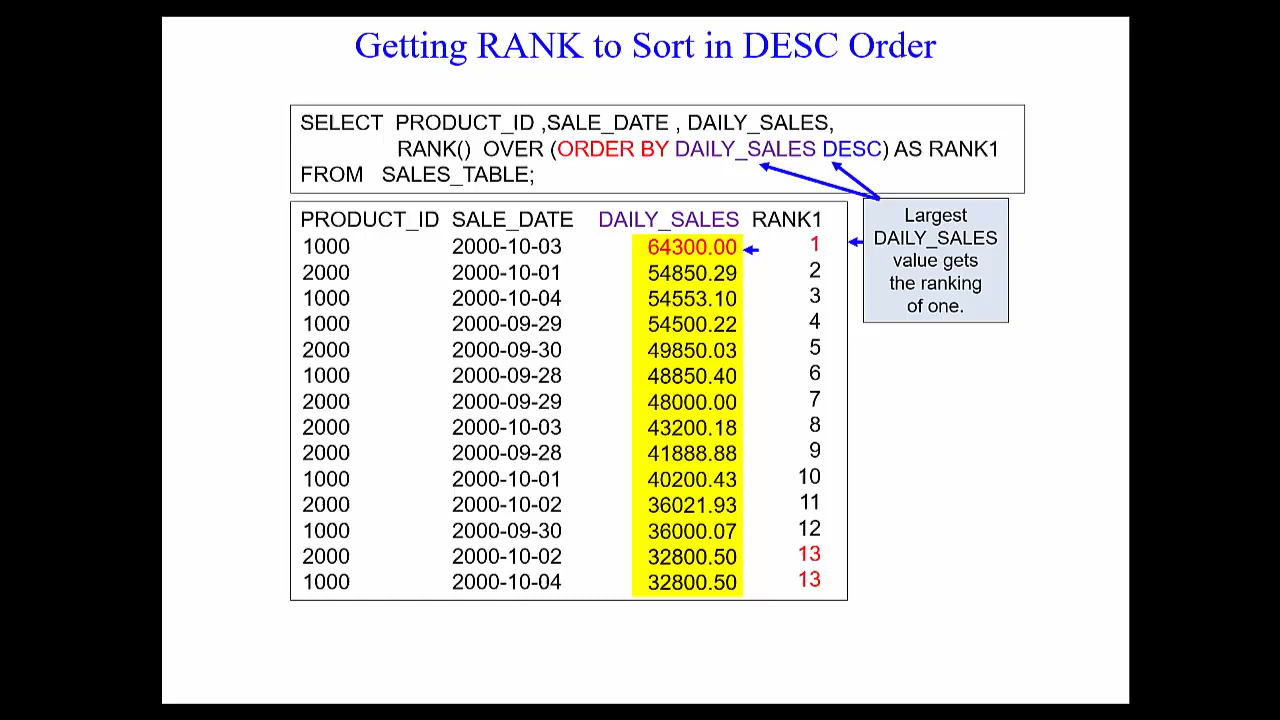 Getting RANK to Sort in DESC Order
SELECT PRODUCT_ID ,SALE_DATE , DAILY_SALES,
RANK() OVER (ORDER BY DAILY_SALES DESC) AS RANK1
FROM SALES_TABLE;
PRODUCT_ID SALE_DATE DAILY_SALES RANK1
1000 2000-10-03 64300.00 1
2000 2000-10-01 54850.29 2
1000 2000-10-04 54553.10 3
1000 2000-09-29 54500.22 4
2000 2000-09-30 49850.03 5
1000 2000-09-28 48850.40 6
2000 2000-09-29 48000.00 7
2000 2000-10-03 43200.18 8
2000 2000-09-28 41888.88 9
1000 2000-10-01 40200.43 10
2000 2000-10-02 36021.93 11
1000 2000-09-30 36000.07 12
2000 2000-10-02 32800.50 13
1000 2000-10-04 32800.50 13
Largest
DAILY_SALES
value gets
the ranking
of one.